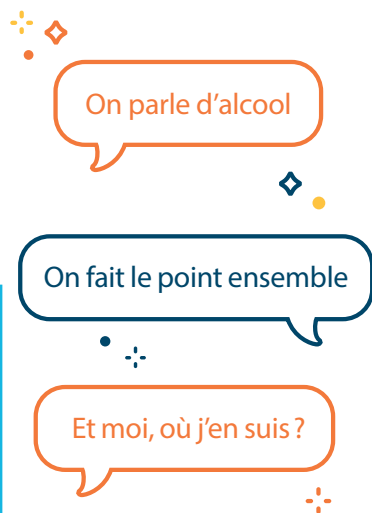 On parle d’alcool
On fait le point ensemble
Et moi, où j’en suis ?